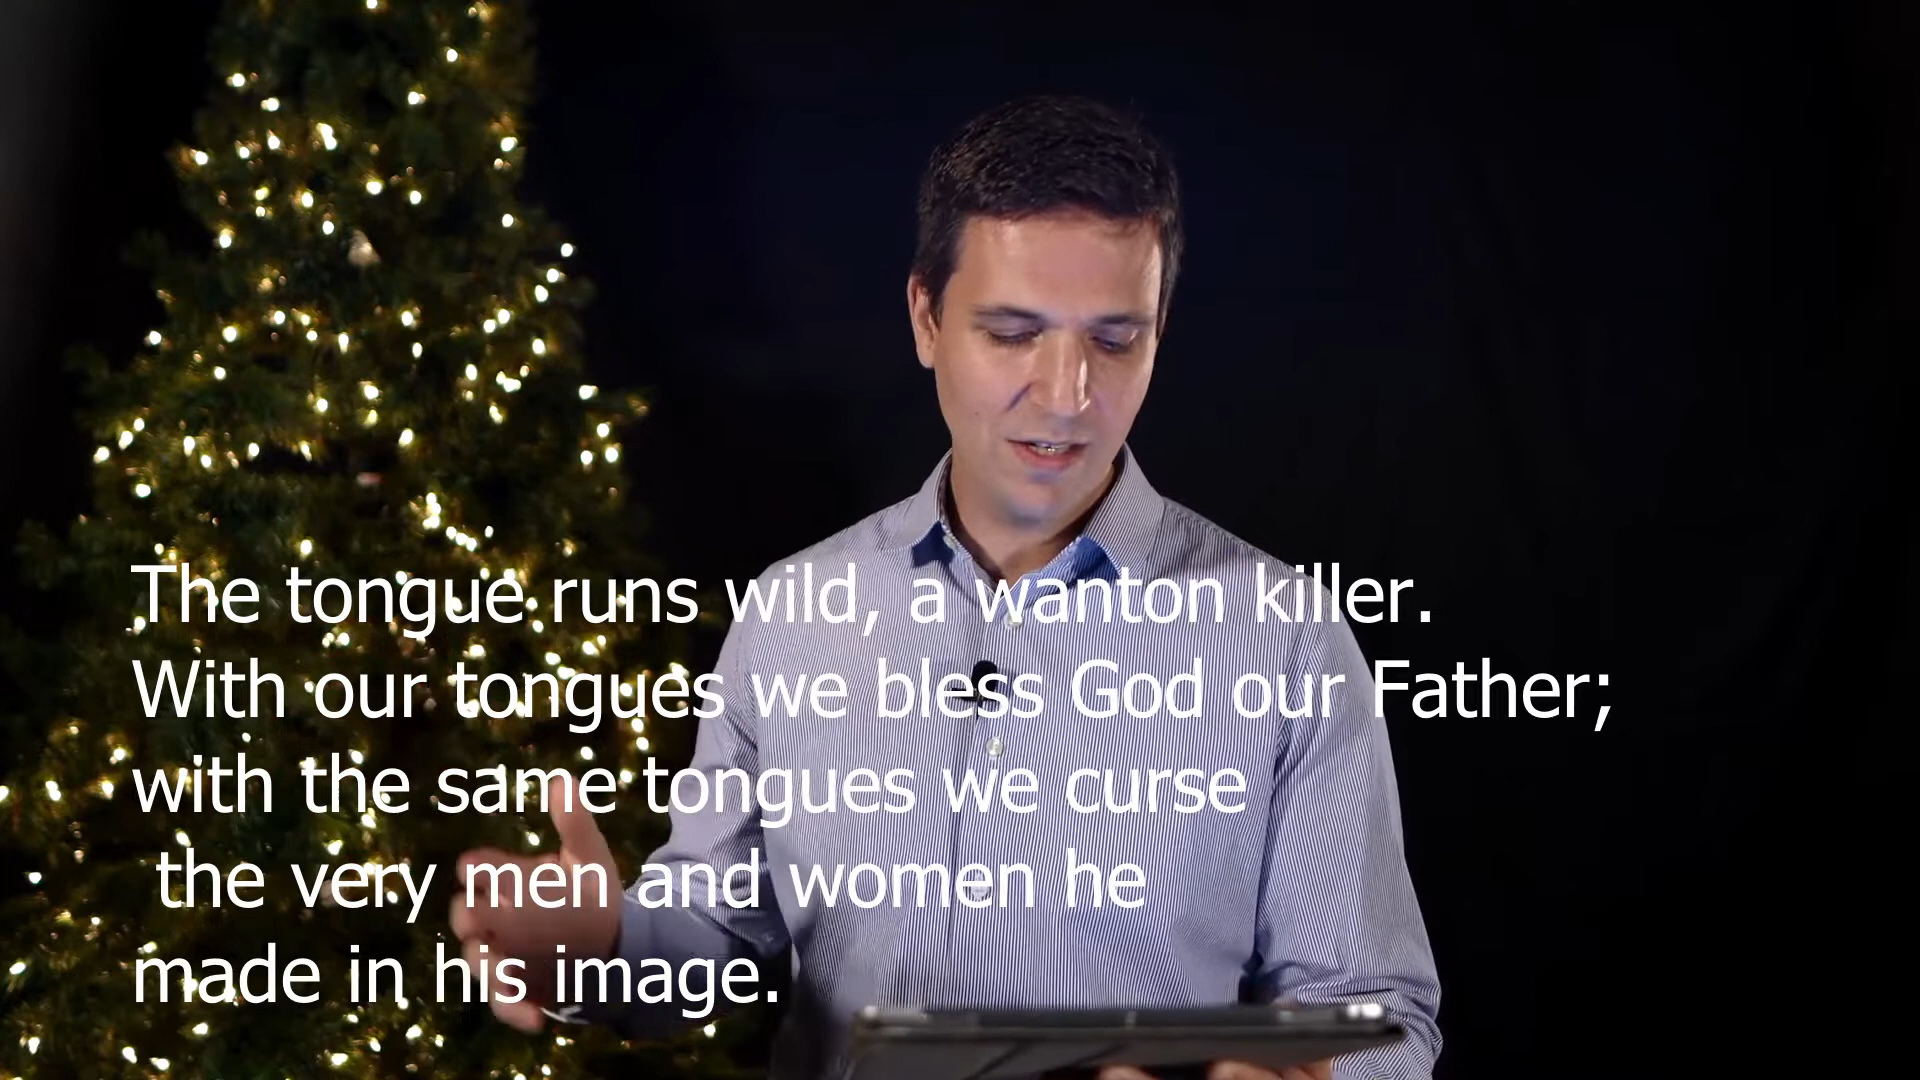 The tongue runs wild, a wanton killer.
With our tongues we bless God our Father;
with the same tongues we curse
the very men and women he
made in his image.